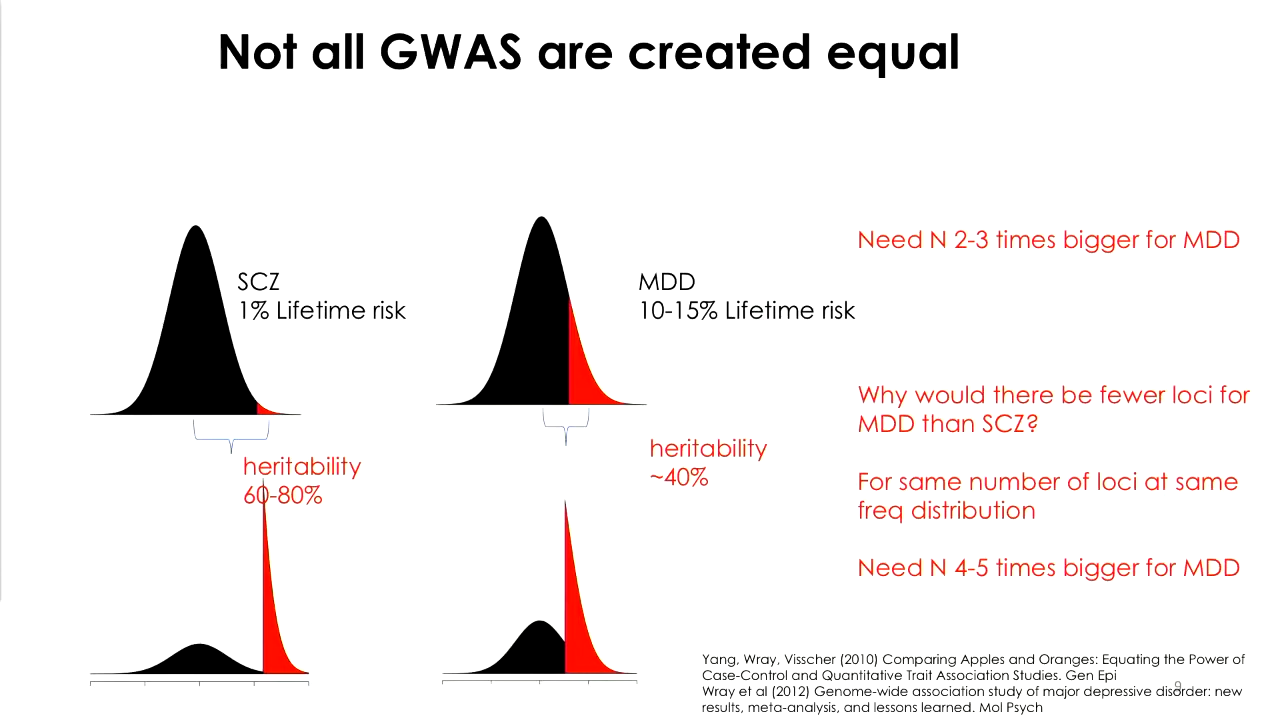 Not all GWAS are created equal
SCZ
1% Lifetime risk
MDD
10-15% Lifetime risk
Need N 2-3 times bigger for MDD
heritability
60-80%
heritability
~40%
Why would there be fewer loci for
MDD than SCZ?
For same number of loci at same
freq distribution
Need N 4-5 times bigger for MDD
Yang, Wray, Visscher (2010) Comparing Apples and Oranges: Equating the Power of
Case-Control and Quantitative Trait Association Studies. Gen Epi
Wray et al (2012) Genome-wide association study of major depressive disorder: new
results, meta-analysis, and lessons learned. Mol Psych
9